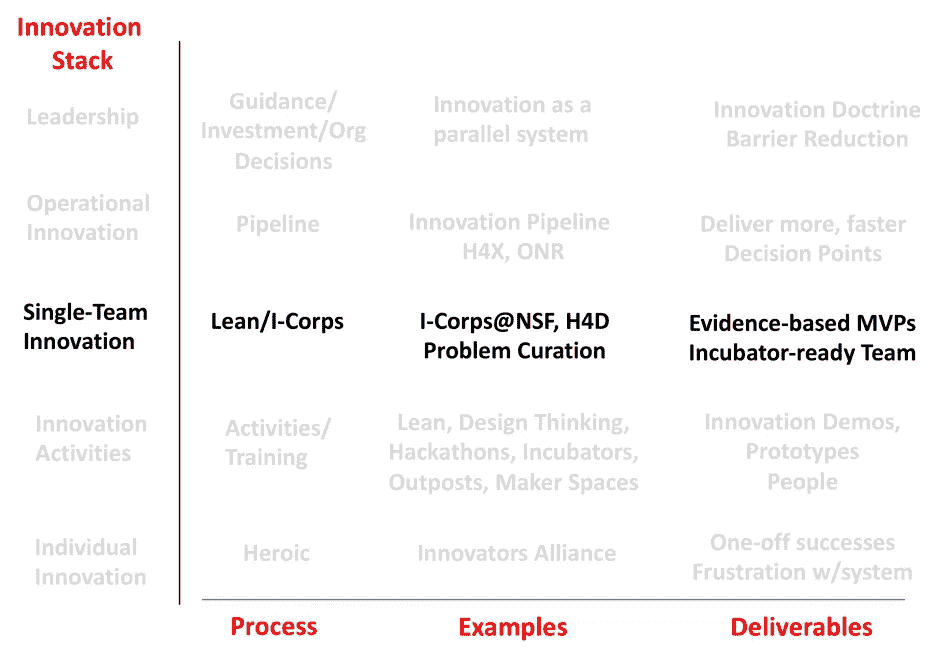 Innovation
Stack
Leadership
Guidance/
Investment/Org
Decisions
Innovation as a
parallel system
Innovation Doctrine
Barrier Reduction
Operational
Innovation
Pipeline
Innovation Pipeline
H4X, ONR
Deliver more, faster
Decision Points
Single-Team
Innovation
Lean/I-Corps
I-Corps@NSF, H4D
Problem Curation
Evidence-based MVPs
Incubator-ready Team
Innovation
Activities
Activities/
Training
Lean, Design Thinking,
Hackathons, Incubators,
Outposts, Maker Spaces
Innovation Demos,
Prototypes
People
Individual
Innovation
Heroic
Innovators Alliance
One-off successes
Frustration w/system
Process
Examples
Deliverables